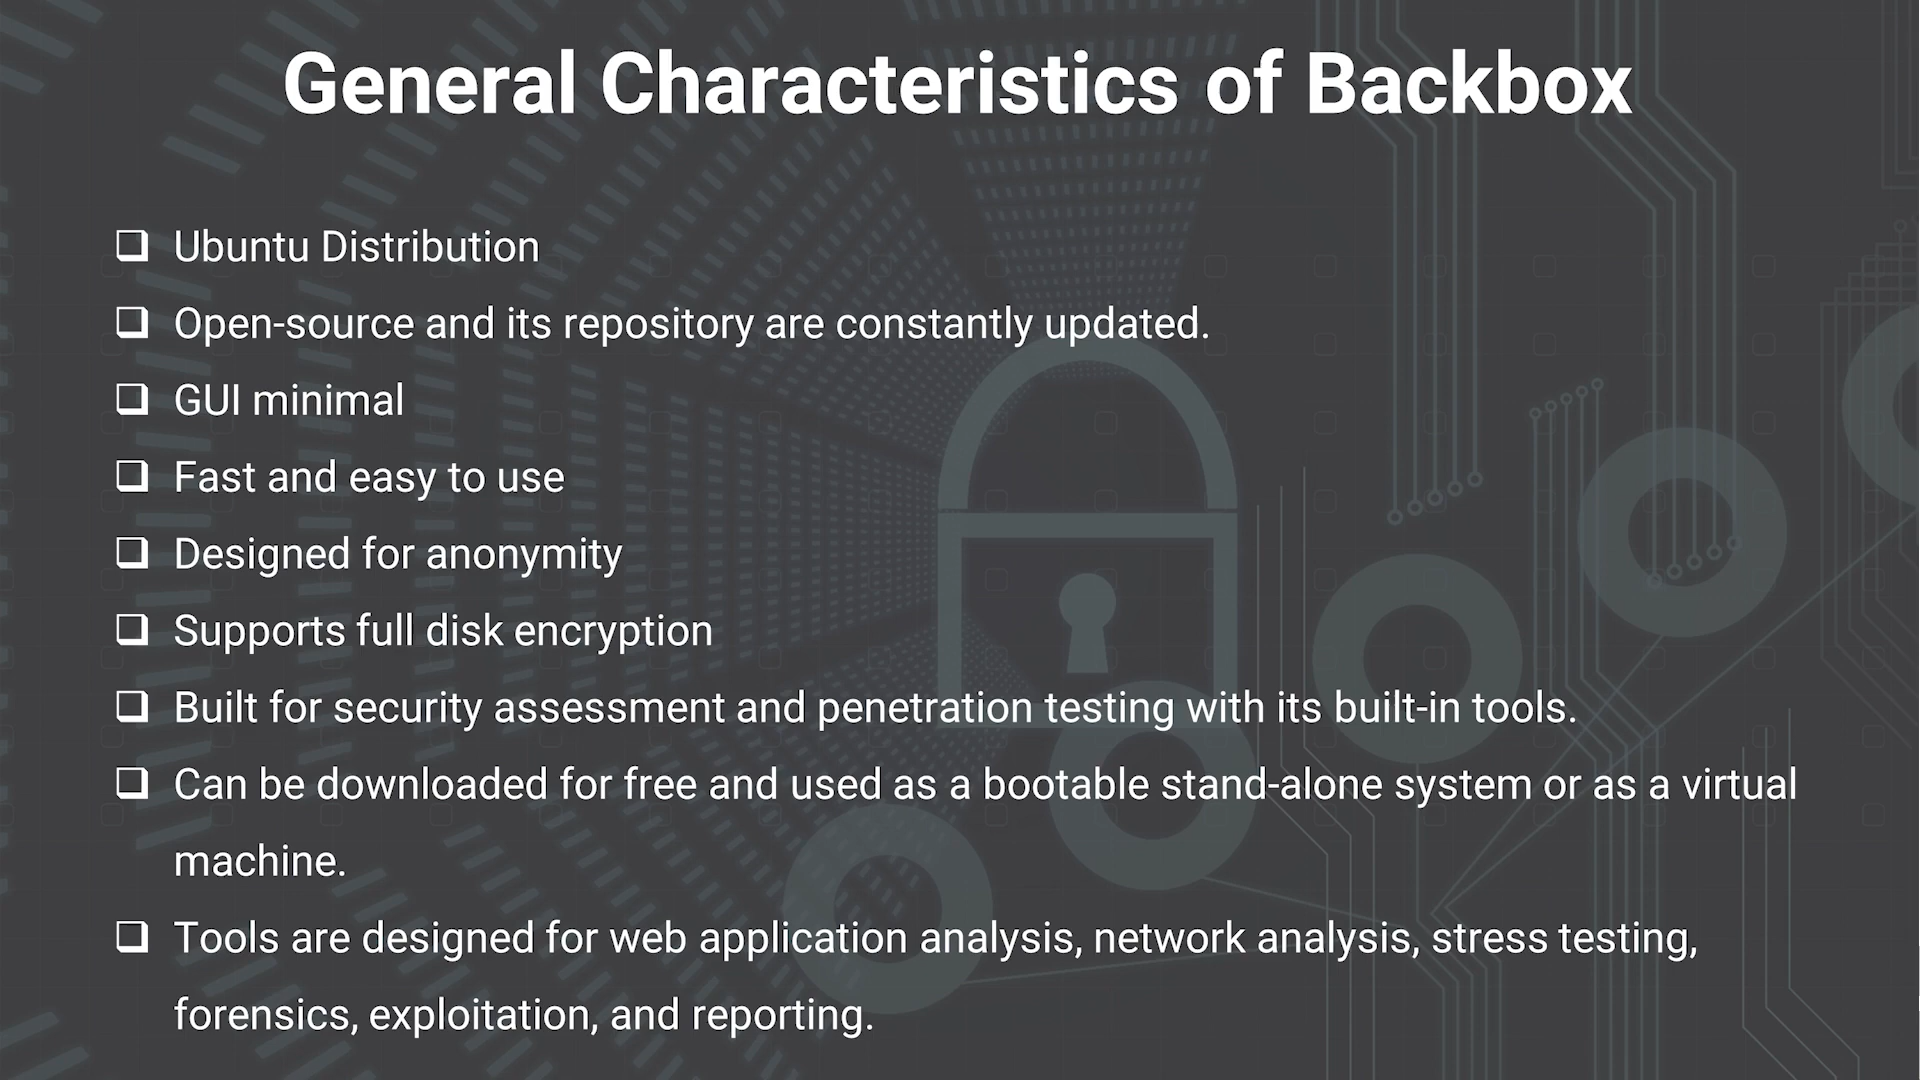 General Characteristics of Backbox
❑ Ubuntu Distribution
❑ Open-source and its repository are constantly updated.
❑ GUI minimal
❑ Fast and easy to use
❑ Designed for anonymity
❑ Supports full disk encryption
❑ Built for security assessment and penetration testing with its built-in tools.
❑ Can be downloaded for free and used as a bootable stand-alone system or as a virtual
machine.
❑ Tools are designed for web application analysis, network analysis, stress testing,
forensics, exploitation, and reporting.